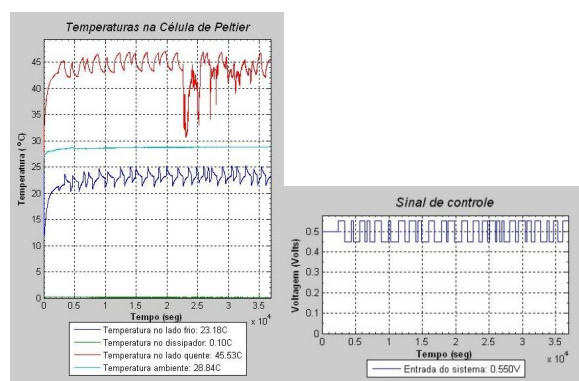 Temperaturas na Célula de Peltier
Temperatura (°C)
45
40
35
30
25
20
15
10
5
0
0 0.5 1 1.5 2 2.5 3 3.5
Tempo (seg)
x 10^4
Temperatura no lado frio: 23.18C
Temperatura no dissipador: 0.10C
Temperatura no lado quente: 45.53C
Temperatura ambiente: 28.84C
Sinal de controle
Voltagem (Volts)
0.5
0.4
0.3
0.2
0.1
0
0 0.5 1 1.5 2 2.5 3 3.5
Tempo (seg)
x 10^4
Entrada do sistema: 0.550V